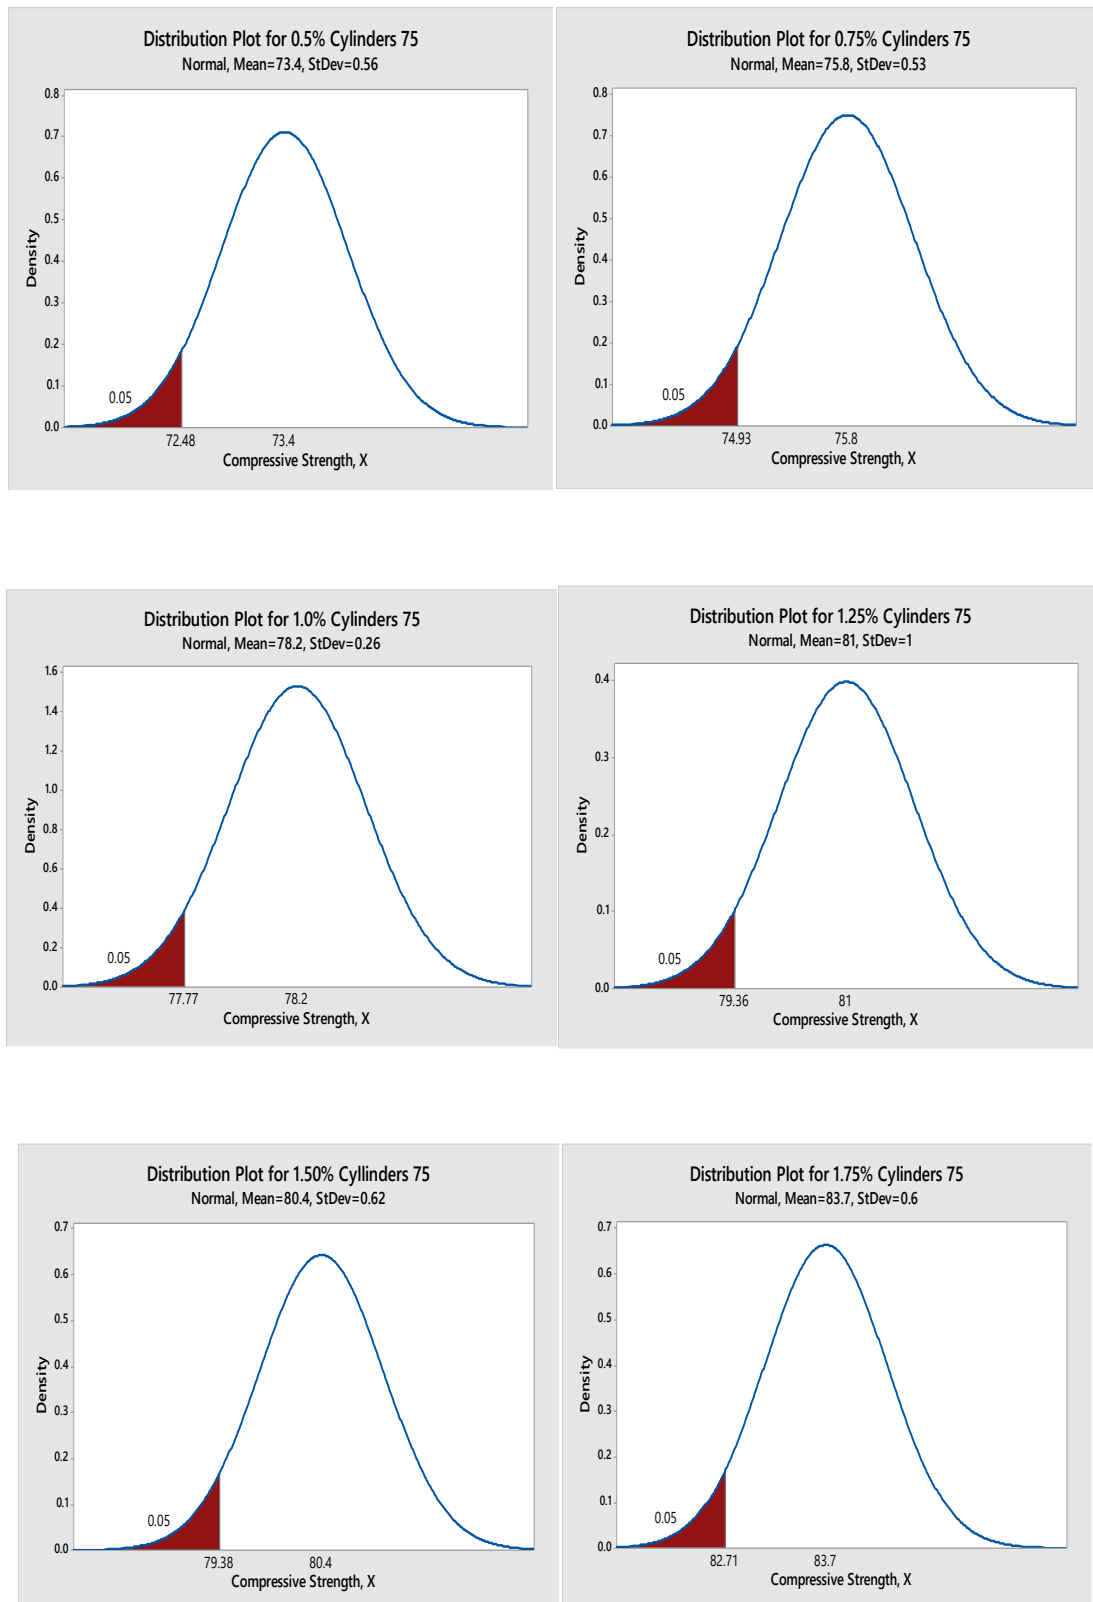 Distribution Plot for 0.5% Cylinders 75
Normal, Mean=73.4, StDev=0.56
0.8
0.7
0.6
0.5
0.4
0.3
0.2
0.1
0.0
Density
0.05
72.48 73.4
Compressive Strength, X
Distribution Plot for 0.75% Cylinders 75
Normal, Mean=75.8, StDev=0.53
0.8
0.7
0.6
0.5
0.4
0.3
0.2
0.1
0.0
Density
0.05
74.93 75.8
Compressive Strength, X
Distribution Plot for 1.0% Cylinders 75
Normal, Mean=78.2, StDev=0.26
1.6
1.4
1.2
1.0
0.8
0.6
0.4
0.2
0.0
Density
0.05
77.77 78.2
Compressive Strength, X
Distribution Plot for 1.25% Cylinders 75
Normal, Mean=81, StDev=1
0.4
0.3
0.2
0.1
0.0
Density
0.05
79.36 81
Compressive Strength, X
Distribution Plot for 1.50% Cyllinders 75
Normal, Mean=80.4, StDev=0.62
0.7
0.6
0.5
0.4
0.3
0.2
0.1
0.0
Density
0.05
79.38 80.4
Compressive Strength, X
Distribution Plot for 1.75% Cylinders 75
Normal, Mean=83.7, StDev=0.6
0.7
0.6
0.5
0.4
0.3
0.2
0.1
0.0
Density
0.05
82.71 83.7
Compressive Strength, X